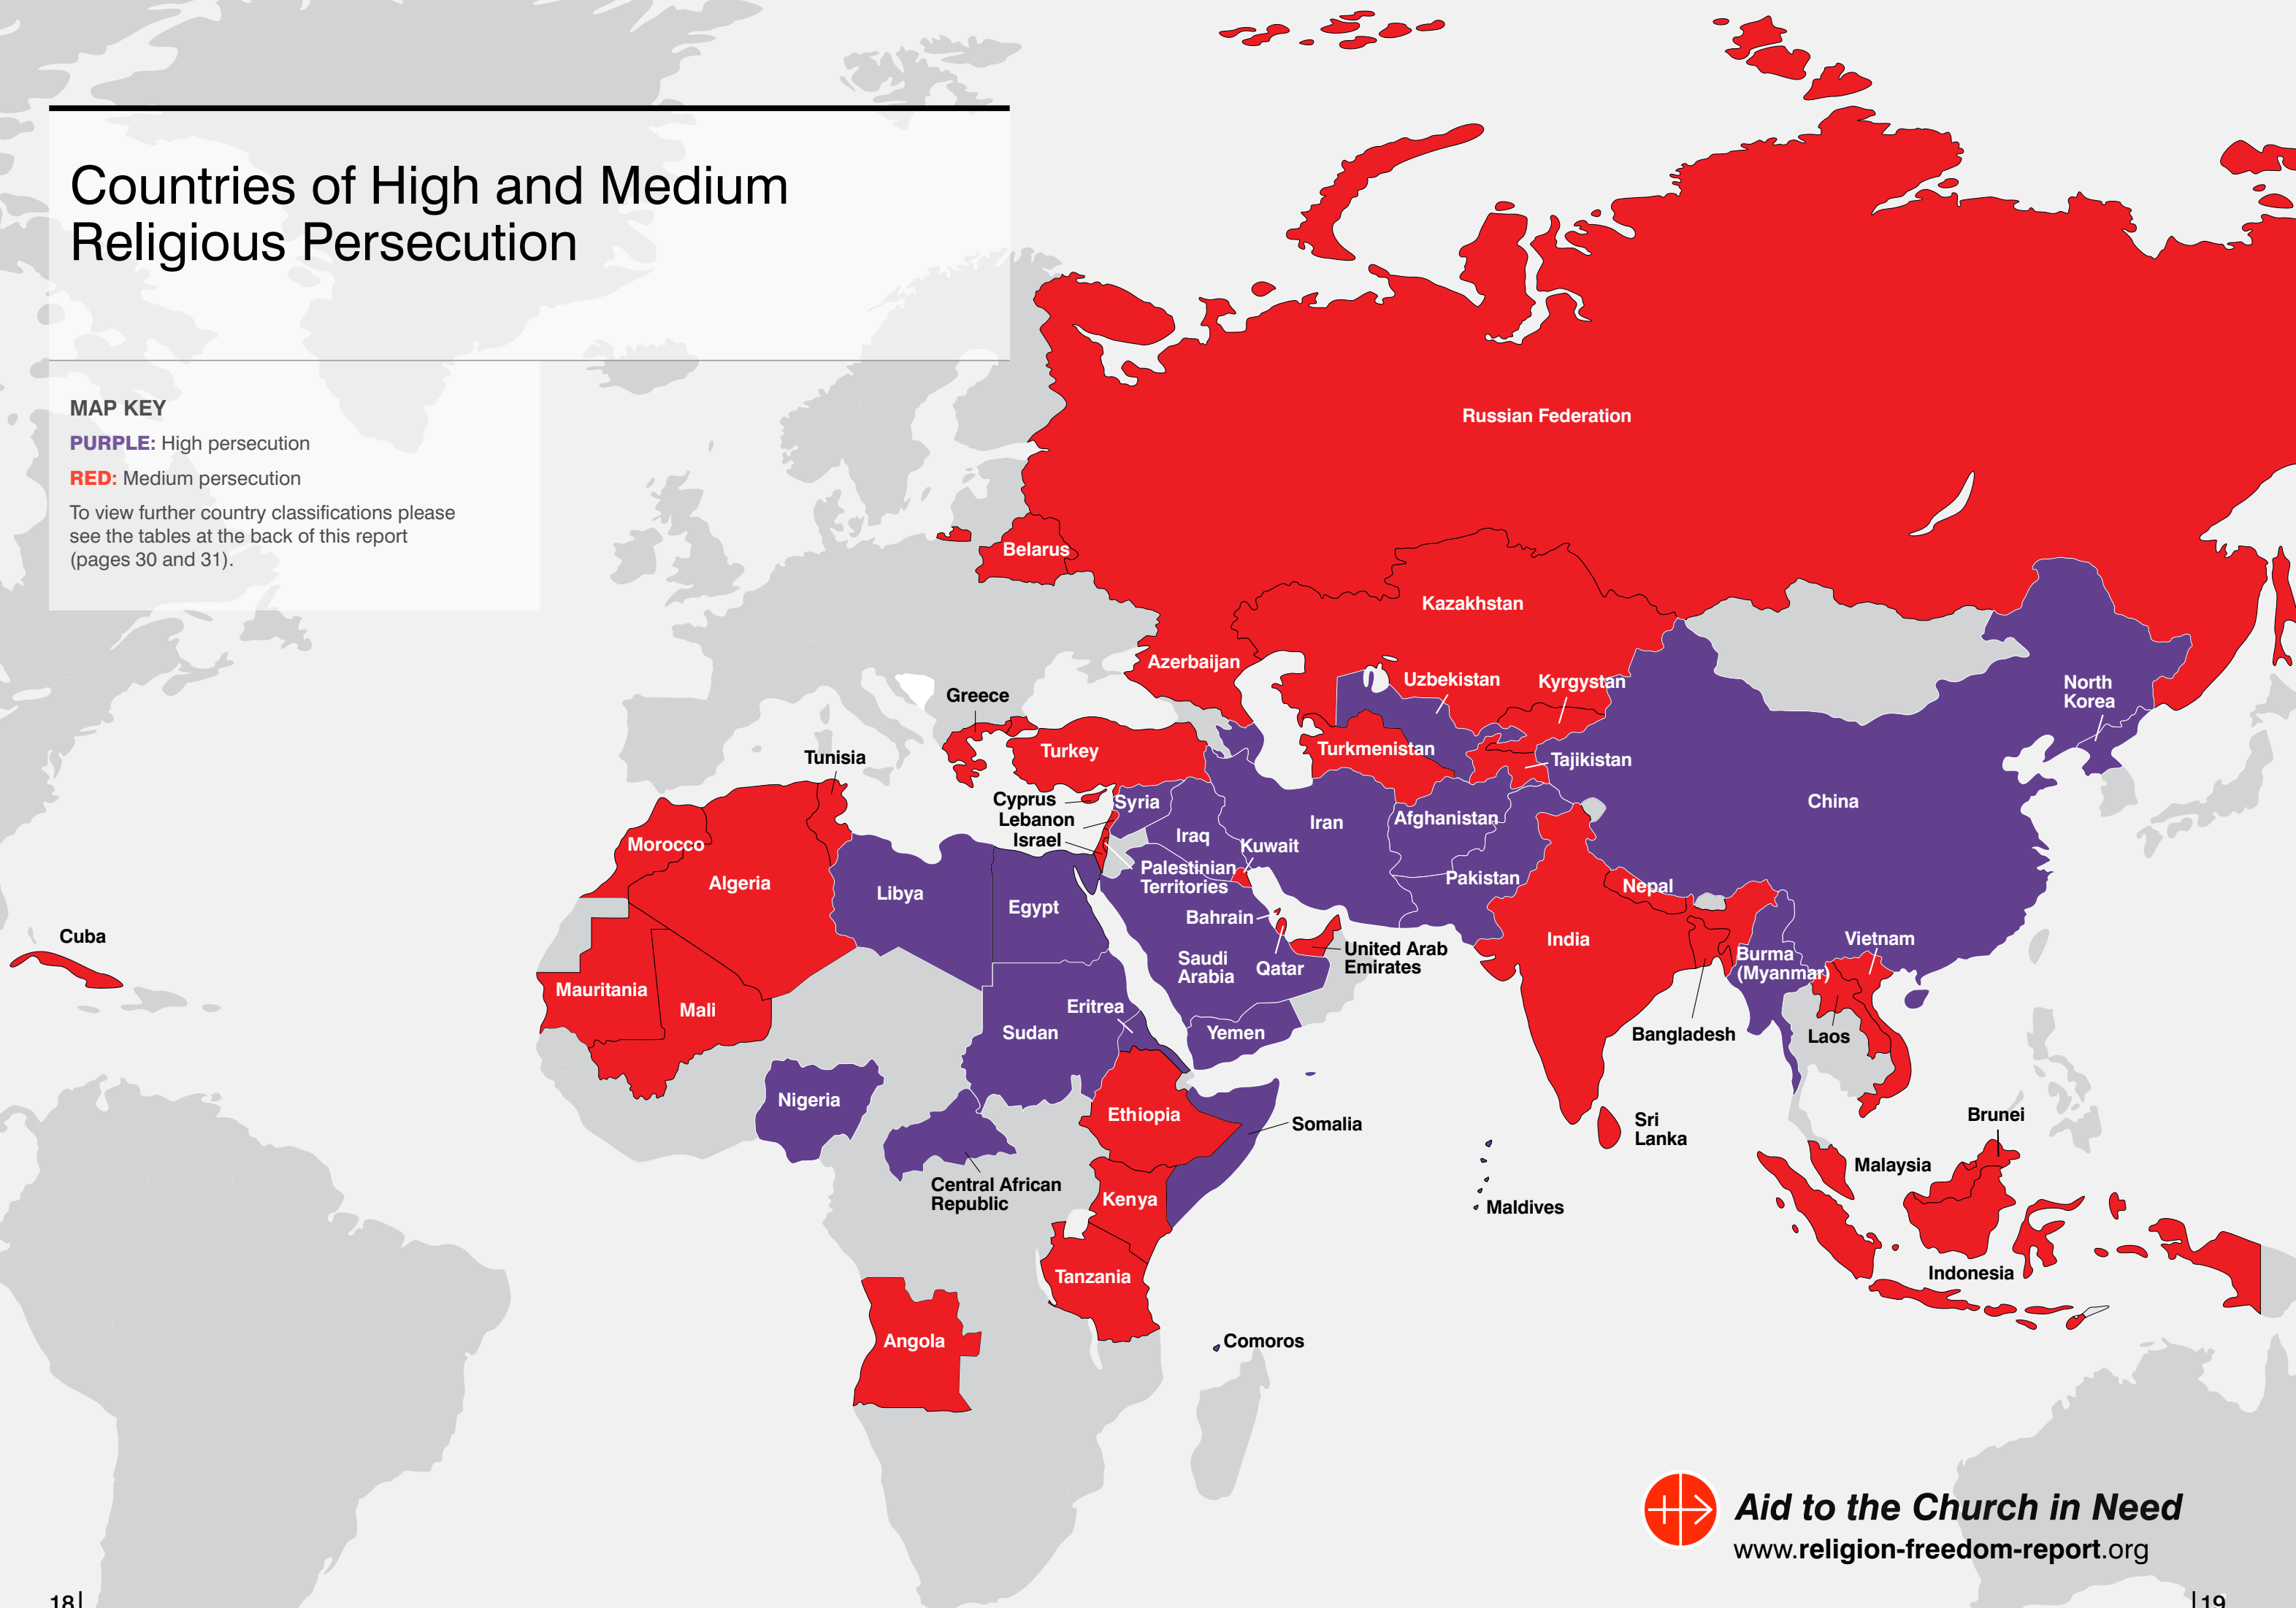 Countries of High and Medium
Religious Persecution
MAP KEY
PURPLE: High persecution
RED: Medium persecution
To view further country classifications please
see the tables at the back of this report
(pages 30 and 31).
Russian Federation
Belarus
Kazakhstan
Azerbaijan
Uzbekistan
Kyrgystan
North
Korea
Greece
Turkey
Turkmenistan
Tajikistan
Tunisia
Cyprus
Lebanon
Israel
Syria
Iraq
Iran
Afghanistan
China
Morocco
Kuwait
Palestinian
Territories
Algeria
Libya
Egypt
Pakistan
Nepal
Bahrain
Cuba
India
Vietnam
United Arab
Emirates
Saudi
Arabia
Qatar
Burma
(Myanmar)
Mauritania
Mali
Eritrea
Sudan
Yemen
Bangladesh
Laos
Nigeria
Ethiopia
Somalia
Sri
Lanka
Brunei
Malaysia
Central African
Republic
Kenya
Maldives
Tanzania
Indonesia
Angola
Comoros
Aid to the Church in Need
www.religion-freedom-report.org
18
19